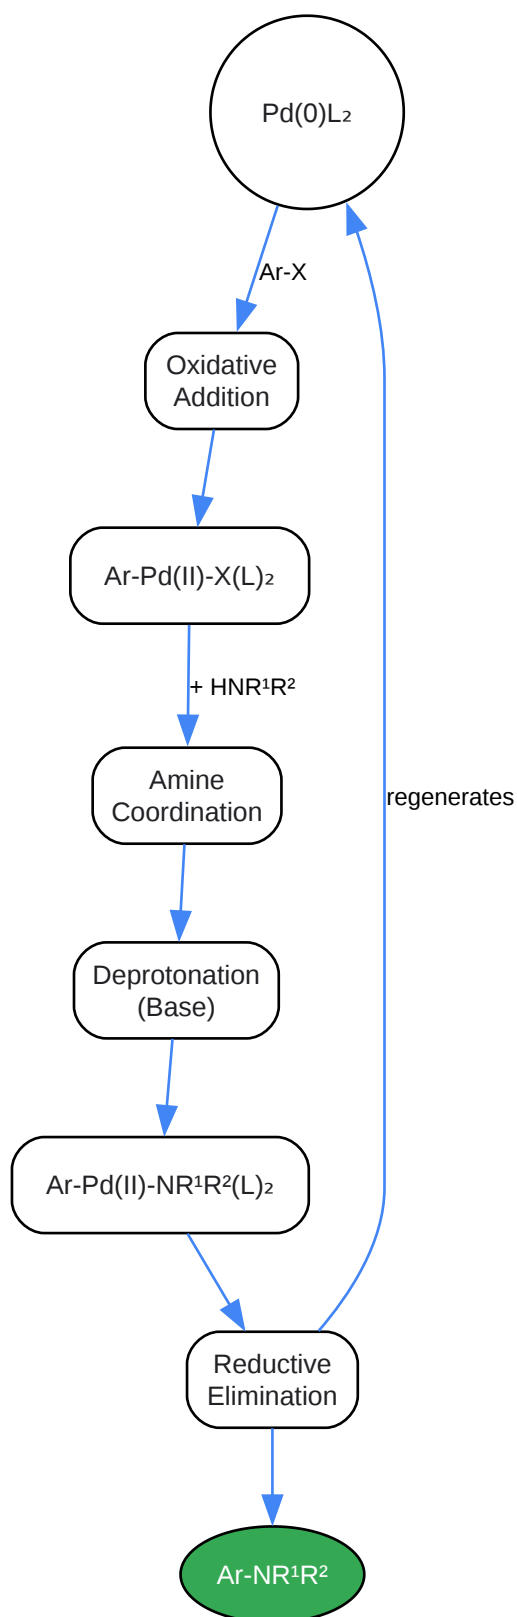 Pd(0)L₂
Ar-X
Oxidative
Addition
Ar-Pd(II)-X(L)₂
+ HNR¹R²
Amine
Coordination
regenerates
Deprotonation
(Base)
Ar-Pd(II)-NR¹R²(L)₂
Reductive
Elimination
Ar-NR¹R²